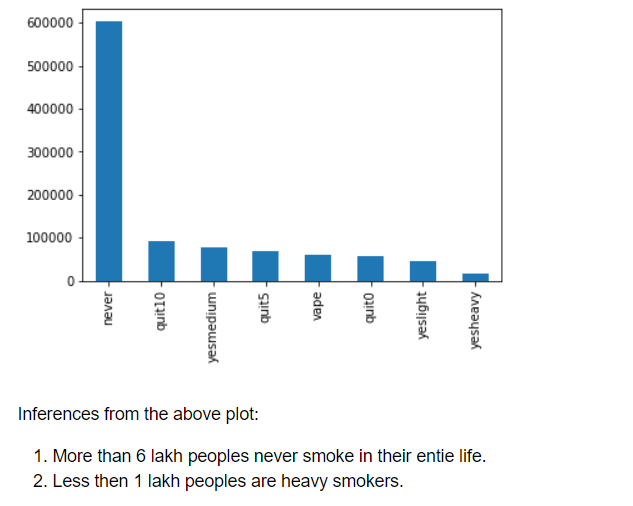 600000
500000
400000
300000
200000
100000
0
never
quit10
yesmedium
quit5
vape
quit0
yeslight
yesheavy
Inferences from the above plot:
1. More than 6 lakh peoples never smoke in their entie life.
2. Less then 1 lakh peoples are heavy smokers.